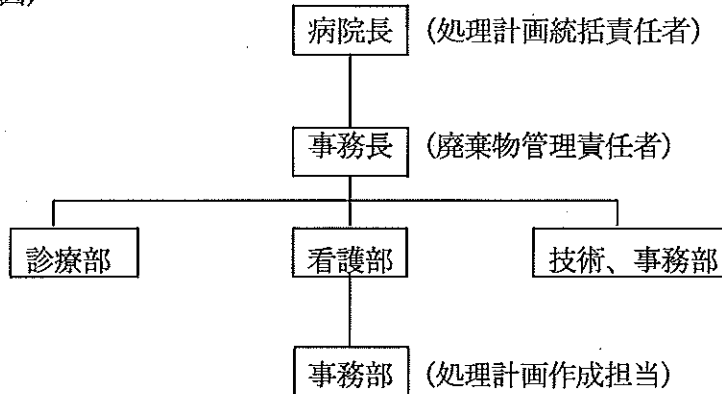 病院長 (処理計画統括責任者)
事務長 (廃棄物管理責任者)
診療部 看護部 技術、事務部
事務部 (処理計画作成担当)